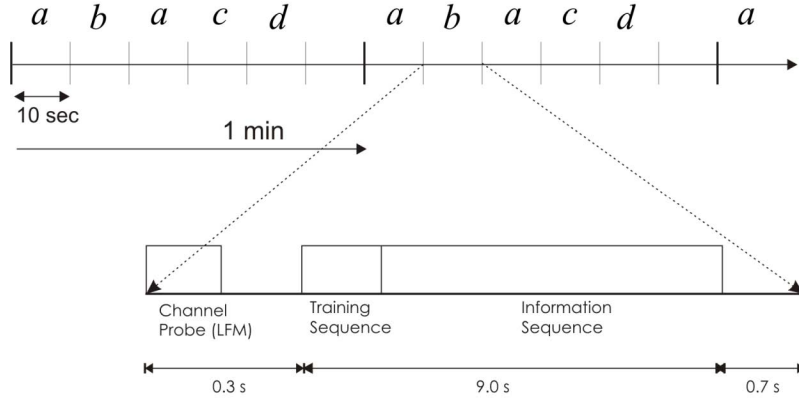 a b a c d a b a c d a
10 sec
1 min
Channel
Probe (LFM)
Training
Sequence
Information
Sequence
0.3 s 9.0 s 0.7 s